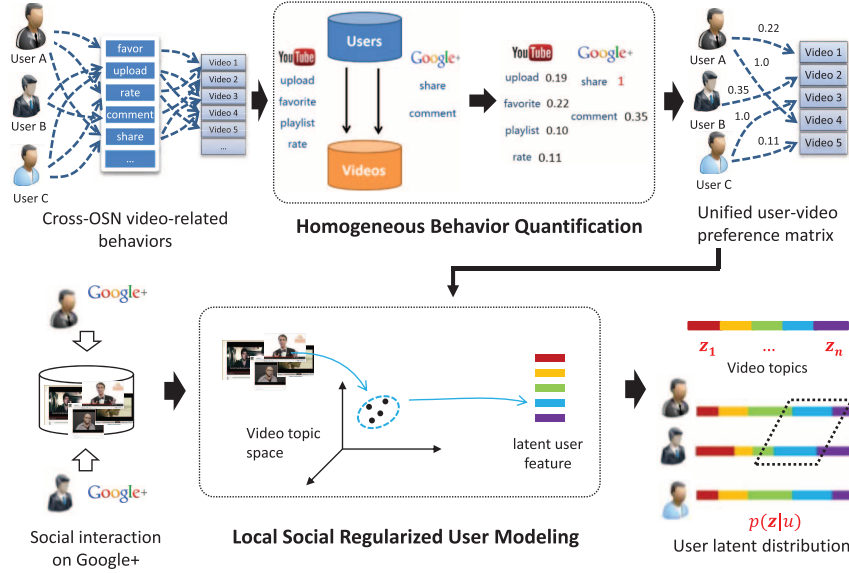 User A
User B
User C
favor
upload
rate
comment
share
...
Video 1
Video 2
Video 3
Video 4
Video 5
...
Cross-OSN video-related
behaviors
YouTube
upload
favorite
playlist
rate
Users
Videos
Google+
share
comment
YouTube
upload 0.19
favorite 0.22
playlist 0.10
rate 0.11
Google+
share 1
comment 0.35
Homogeneous Behavior Quantification
User A
User B
User C
0.22
1.0
0.35
1.0
0.11
Video 1
Video 2
Video 3
Video 4
Video 5
Unified user-video
preference matrix
Google+
Google+
Social interaction
on Google+
Video topic
space
latent user
feature
Local Social Regularized User Modeling
z1 ... zn
Video topics
p(z|u)
User latent distribution